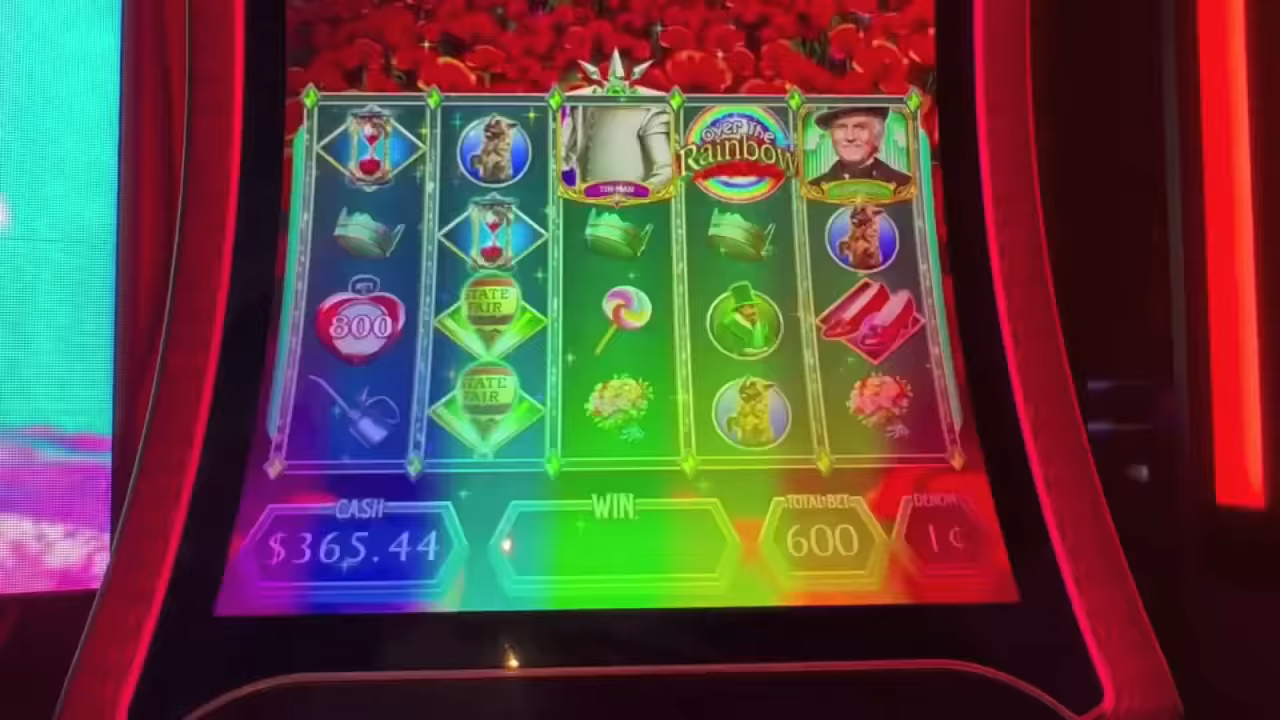 OVER THE
Rainbow
TIN MAN
300
STATE
FAIR
STATE
FAIR
CASH
WIN
TOTAL BET
DENOM
$365.44
600
1¢